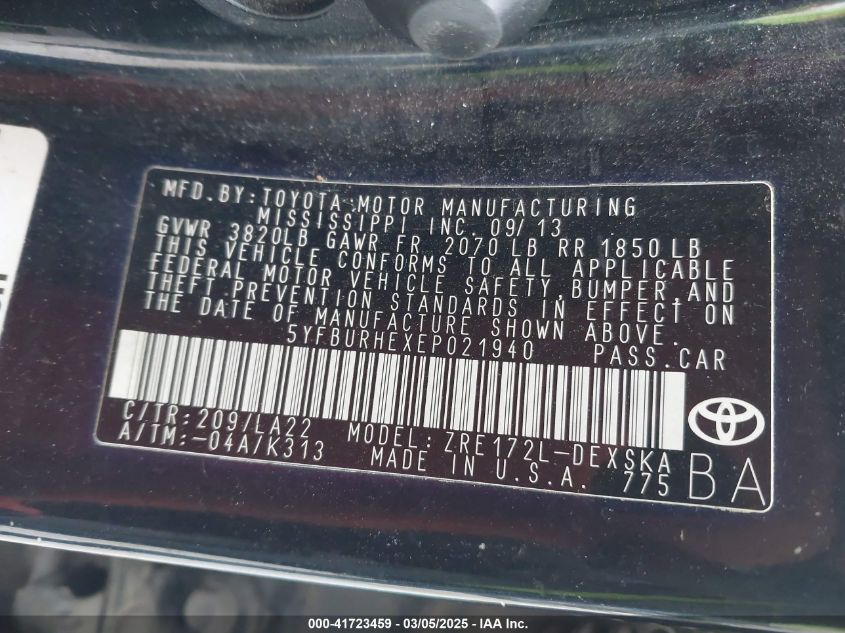 MFD. BY: TOYOTA MOTOR MANUFACTURING
MISSISSIPPI INC. 09/13
GVWR 3820LB GAWR FR 2070 LB RR 1850 LB
THIS VEHICLE CONFORMS TO ALL APPLICABLE
FEDERAL MOTOR VEHICLE SAFETY, BUMPER, AND
THEFT PREVENTION STANDARDS IN EFFECT ON
THE DATE OF MANUFACTURE SHOWN ABOVE.
5YFBURHEXEP021940 PASS. CAR
C/TR: 209/LA22 MODEL: ZRE172L-DEXSKA
A/TM: -04A/K313 MADE IN U.S.A. 775 BA
000-41723459 - 03/05/2025 - IAA Inc.